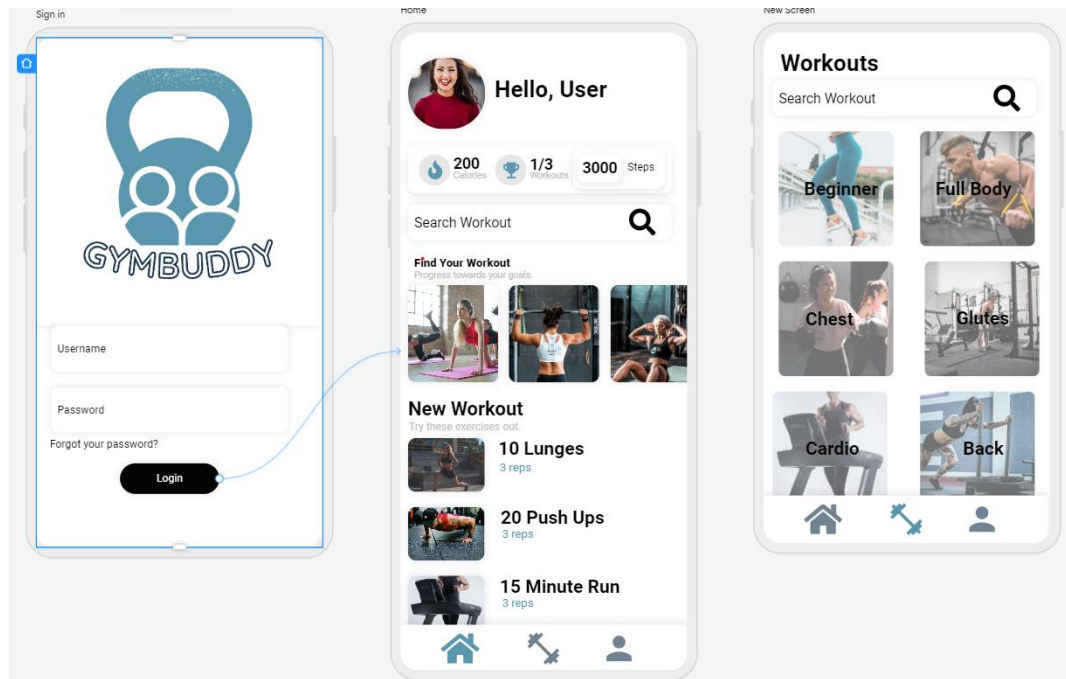 Sign in
GYMBUDDY
Username
Password
Forgot your password?
Login
Home
Hello, User
200
Calories
1/3
Workouts
3000 Steps
Search Workout
Find Your Workout
Progress towards your goals.
New Workout
Try these exercises out.
10 Lunges
3 reps
20 Push Ups
3 reps
15 Minute Run
3 reps
New Screen
Workouts
Search Workout
Beginner
Full Body
Chest
Glutes
Cardio
Back